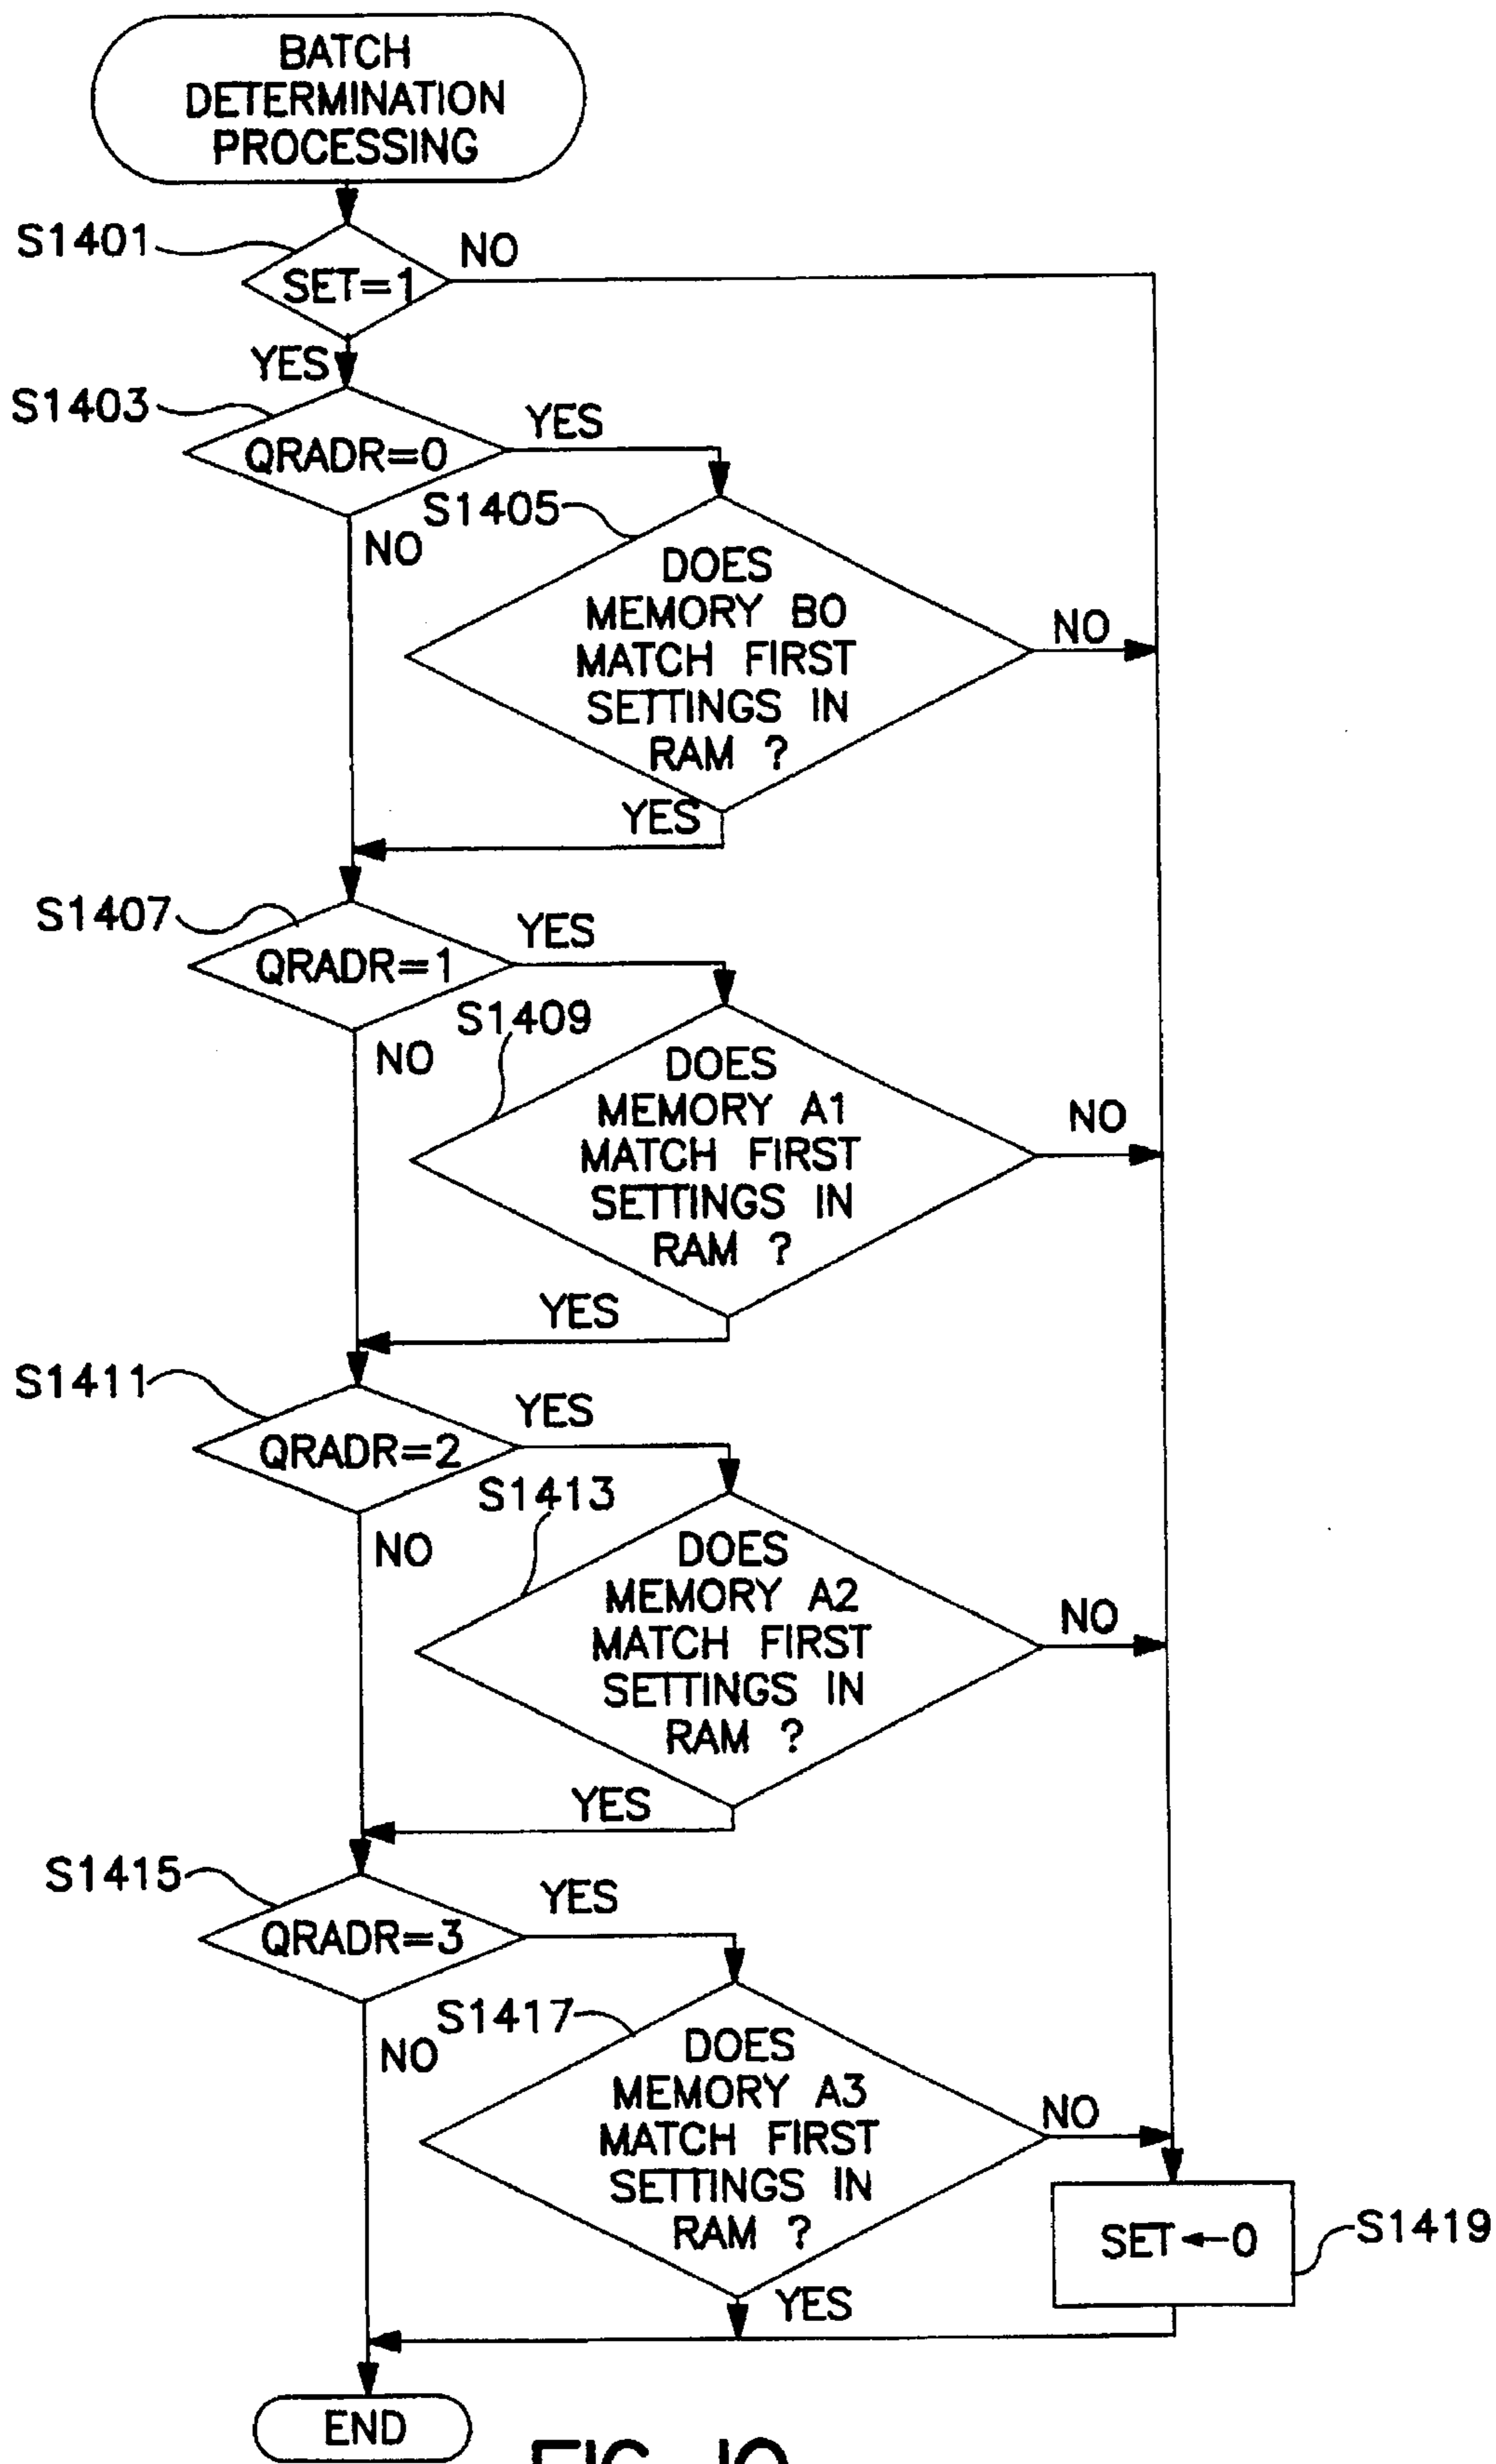 BATCH
DETERMINATION
PROCESSING
S1401
SET=1
NO
YES
S1403
QRADR=0
YES
NO
S1405
DOES
MEMORY B0
MATCH FIRST
SETTINGS IN
RAM ?
NO
YES
S1407
QRADR=1
YES
NO
S1409
DOES
MEMORY A1
MATCH FIRST
SETTINGS IN
RAM ?
NO
YES
S1411
QRADR=2
YES
NO
S1413
DOES
MEMORY A2
MATCH FIRST
SETTINGS IN
RAM ?
NO
YES
S1415
QRADR=3
YES
NO
S1417
DOES
MEMORY A3
MATCH FIRST
SETTINGS IN
RAM ?
NO
YES
SET←0
S1419
END